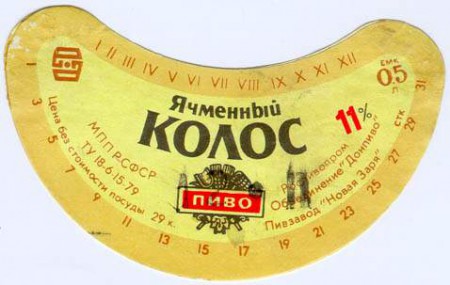 I II III IV V VI VII VIII IX X XI XII
Ячменный
КОЛОС
11%
ЕМК.
0,5 л
МПП РСФСР
ТУ 18-6-15-79
Цена без стоимости посуды 29 к.
ПИВО
Объединение "Донпиво"
Пивзавод "Новая Заря"
1 3 5 7 9 11 13 15 17 19 21 23 25 27 29 31